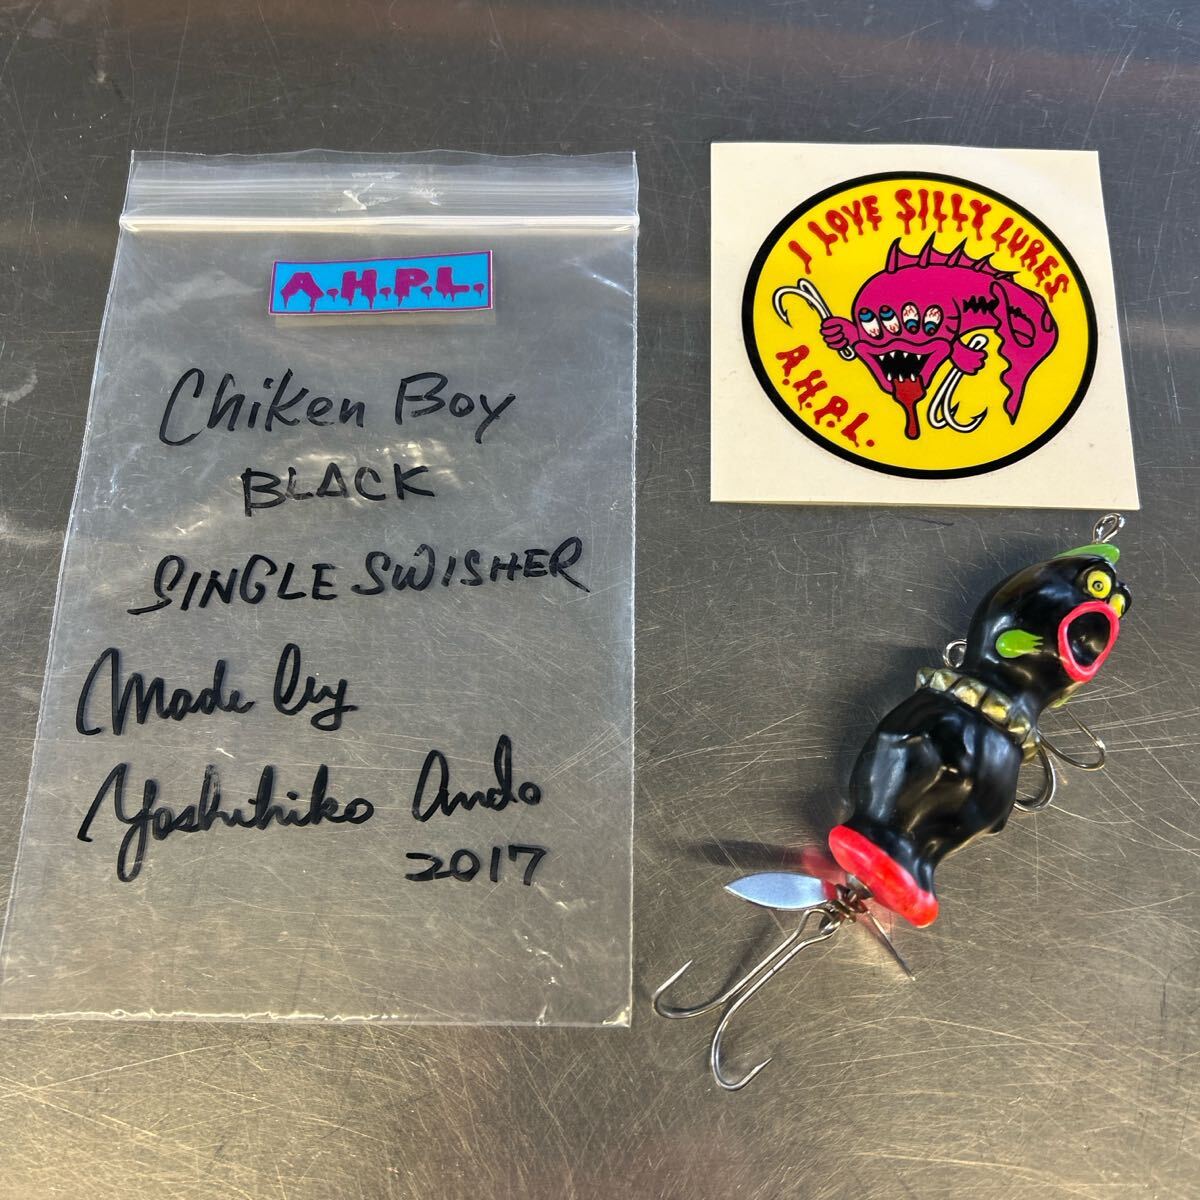 A.H.P.L.
Chiken Boy
BLACK
SINGLE SWISHER
Made by
Yoshihiko Ando
2017
I LOVE SILLY LURES
A.H.P.L.